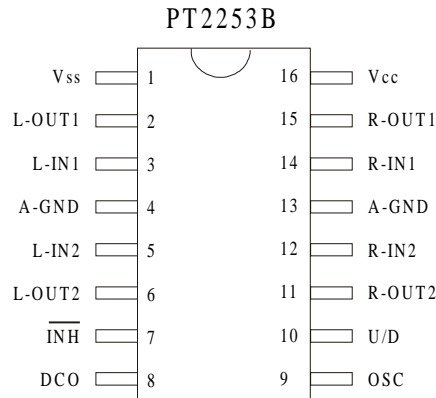 PT2253B
Vss 1 16 Vcc
L-OUT1 2 15 R-OUT1
L-IN1 3 14 R-IN1
A-GND 4 13 A-GND
L-IN2 5 12 R-IN2
L-OUT2 6 11 R-OUT2
INH 7 10 U/D
DCO 8 9 OSC